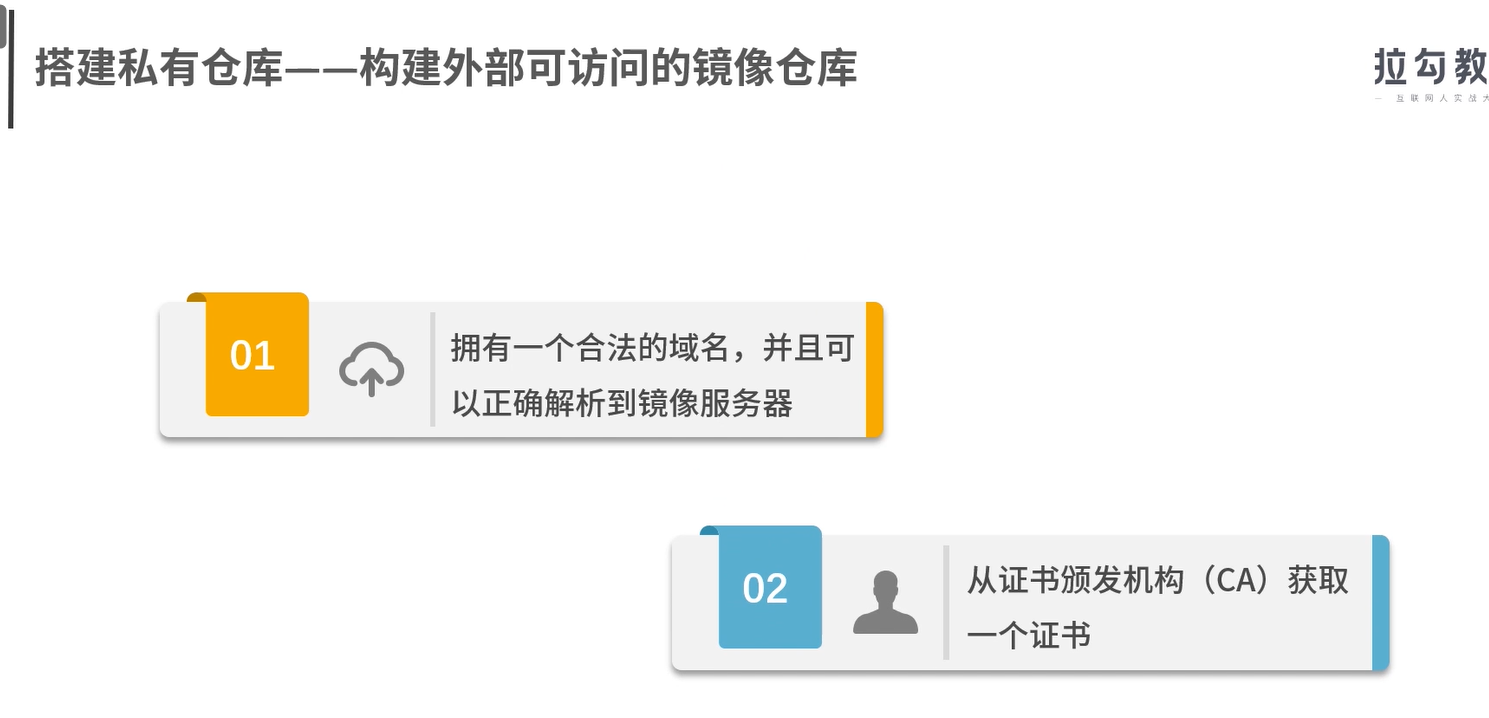 搭建私有仓库——构建外部可访问的镜像仓库
拉勾教
— 互联网人实战大
01
拥有一个合法的域名，并且可
以正确解析到镜像服务器
02
从证书颁发机构（CA）获取
一个证书